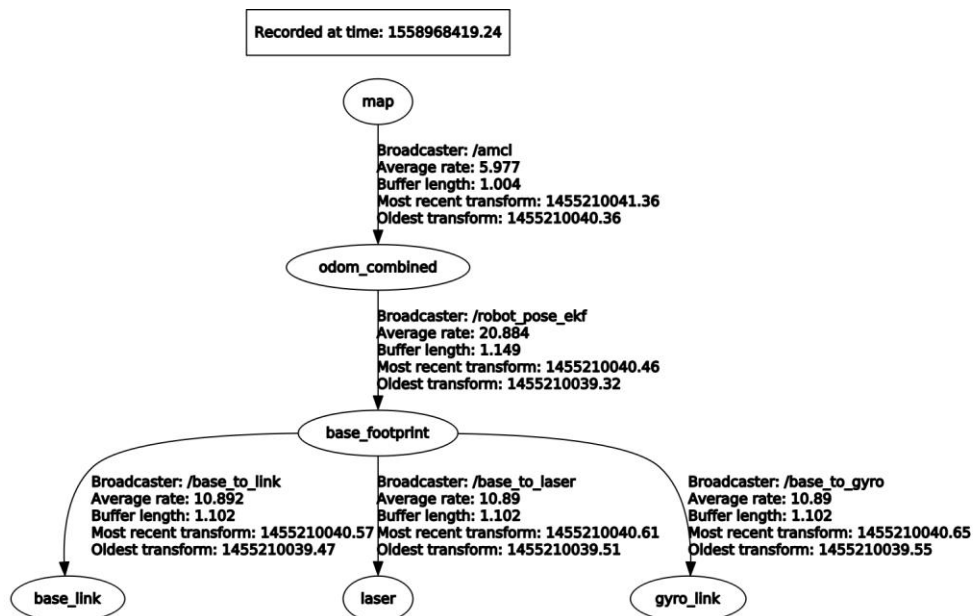 Recorded at time: 1558968419.24
map
Broadcaster: /amcl
Average rate: 5.977
Buffer length: 1.004
Most recent transform: 1455210041.36
Oldest transform: 1455210040.36
odom_combined
Broadcaster: /robot_pose_ekf
Average rate: 20.884
Buffer length: 1.149
Most recent transform: 1455210040.46
Oldest transform: 1455210039.32
base_footprint
Broadcaster: /base_to_link
Average rate: 10.892
Buffer length: 1.102
Most recent transform: 1455210040.57
Oldest transform: 1455210039.47
Broadcaster: /base_to_laser
Average rate: 10.89
Buffer length: 1.102
Most recent transform: 1455210040.61
Oldest transform: 1455210039.51
Broadcaster: /base_to_gyro
Average rate: 10.89
Buffer length: 1.102
Most recent transform: 1455210040.65
Oldest transform: 1455210039.55
base_link
laser
gyro_link